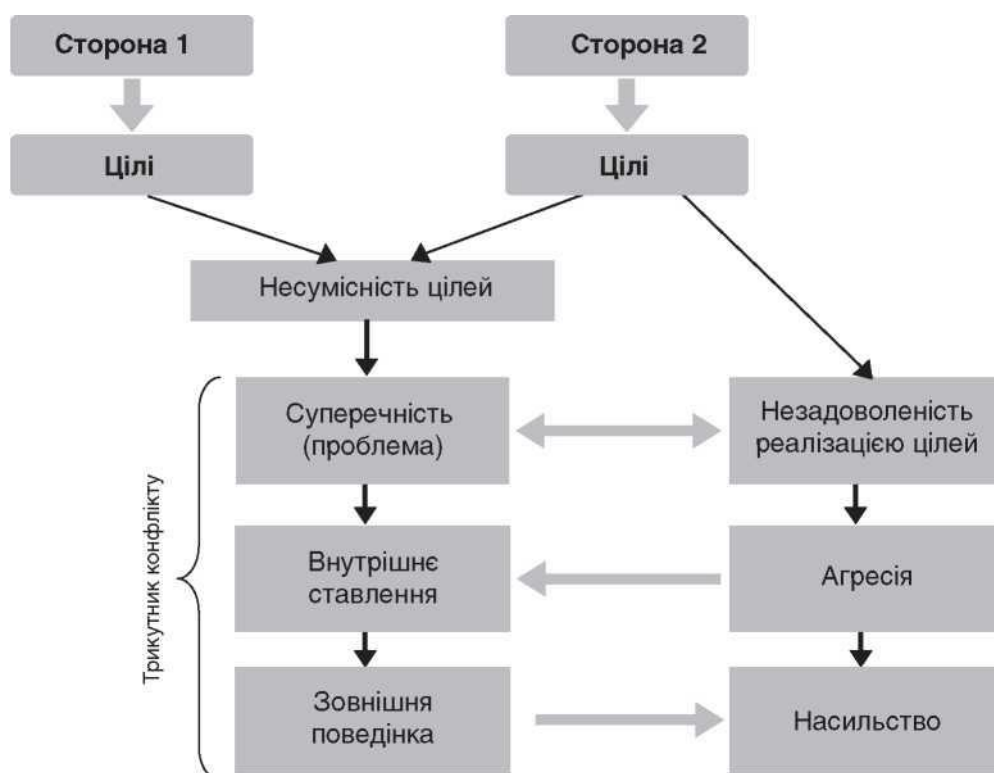 Сторона 1
Сторона 2
Цілі
Цілі
Несумісність цілей
Суперечність
(проблема)
Незадоволеність
реалізацією цілей
Трикутник конфлікту
Внутрішнє
ставлення
Агресія
Зовнішня
поведінка
Насильство